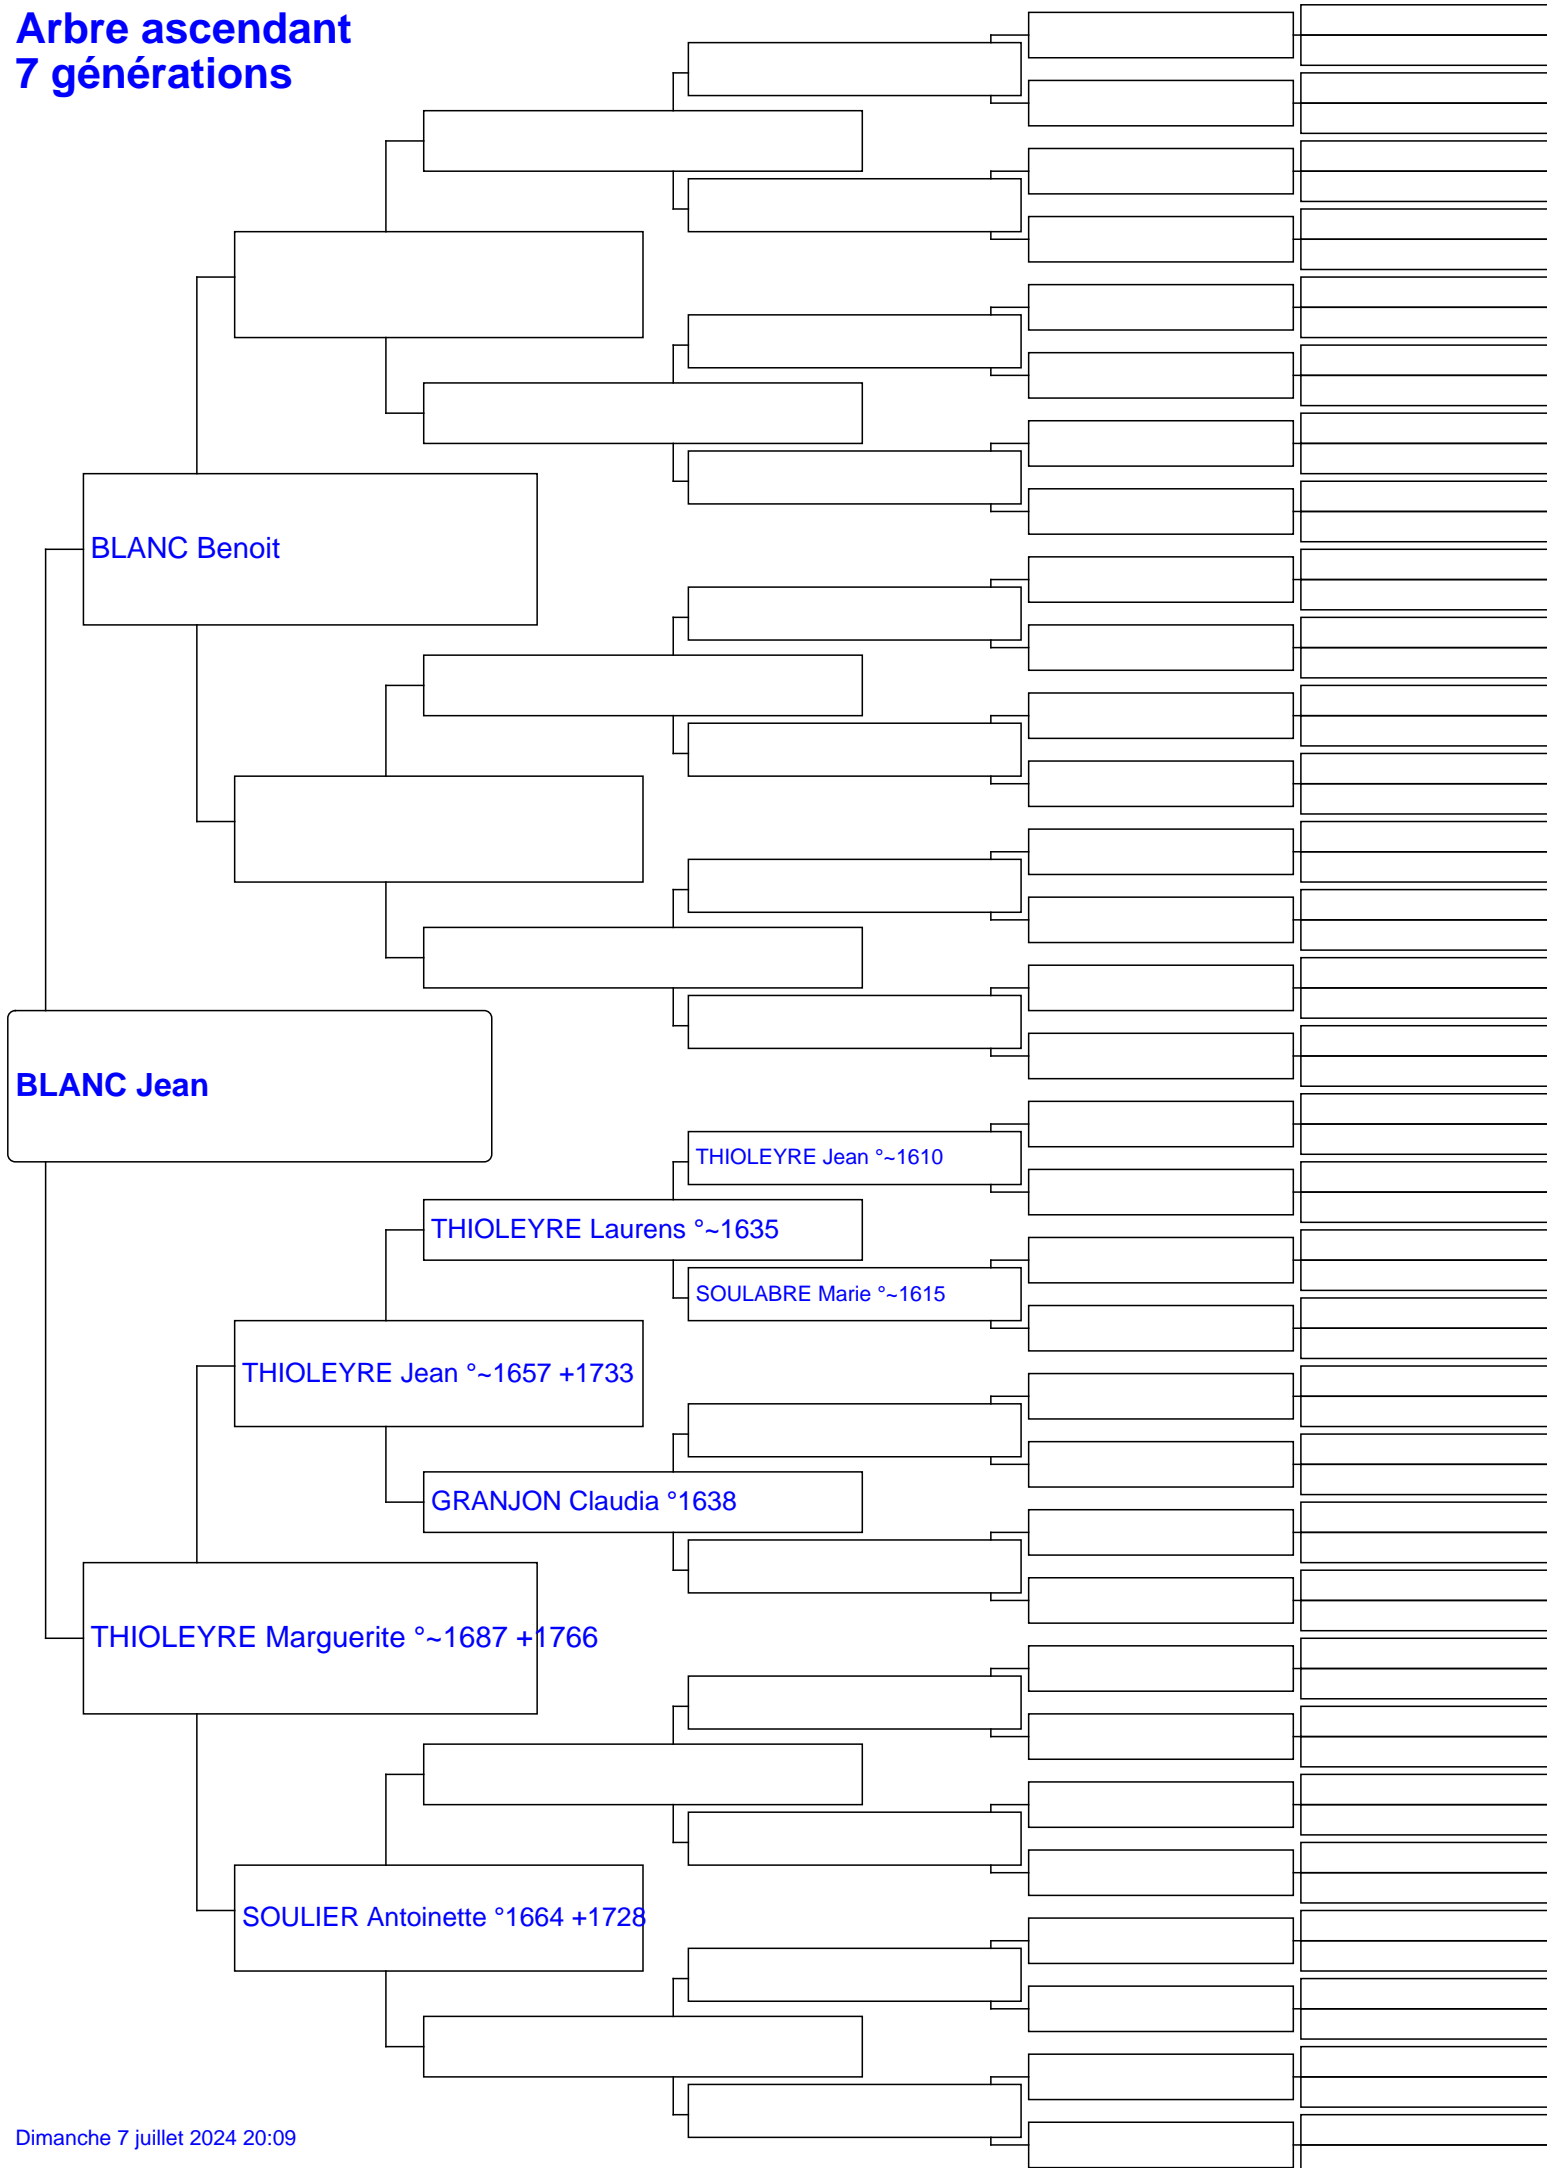 Arbre ascendant
7 générations
BLANC Benoit
BLANC Jean
THIOLEYRE Jean °~1610
THIOLEYRE Laurens °~1635
SOULABRE Marie °~1615
THIOLEYRE Jean °~1657 +1733
GRANJON Claudia °1638
THIOLEYRE Marguerite °~1687 +1766
SOULIER Antoinette °1664 +1728
Dimanche 7 juillet 2024 20:09